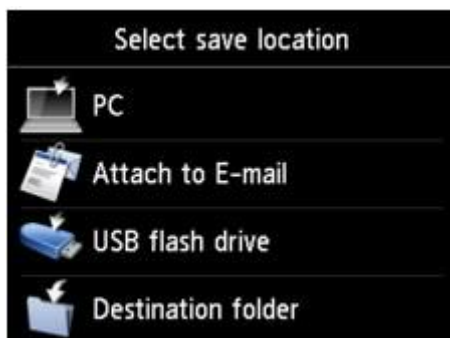 Select save location
PC
Attach to E-mail
USB flash drive
Destination folder